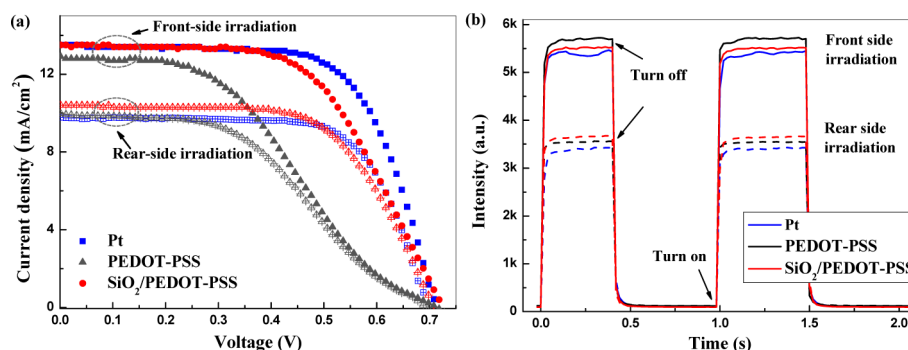 (a)
Front-side irradiation
Rear-side irradiation
Pt
PEDOT-PSS
SiO2/PEDOT-PSS
Current density (mA/cm2)
12
8
4
0
0.0 0.1 0.2 0.3 0.4 0.5 0.6 0.7
Voltage (V)
(b)
6k
5k
4k
3k
2k
1k
0
Intensity (a.u.)
Turn off
Front side
irradiation
Rear side
irradiation
Turn on
Pt
PEDOT-PSS
SiO2/PEDOT-PSS
0.0 0.5 1.0 1.5 2.0
Time (s)